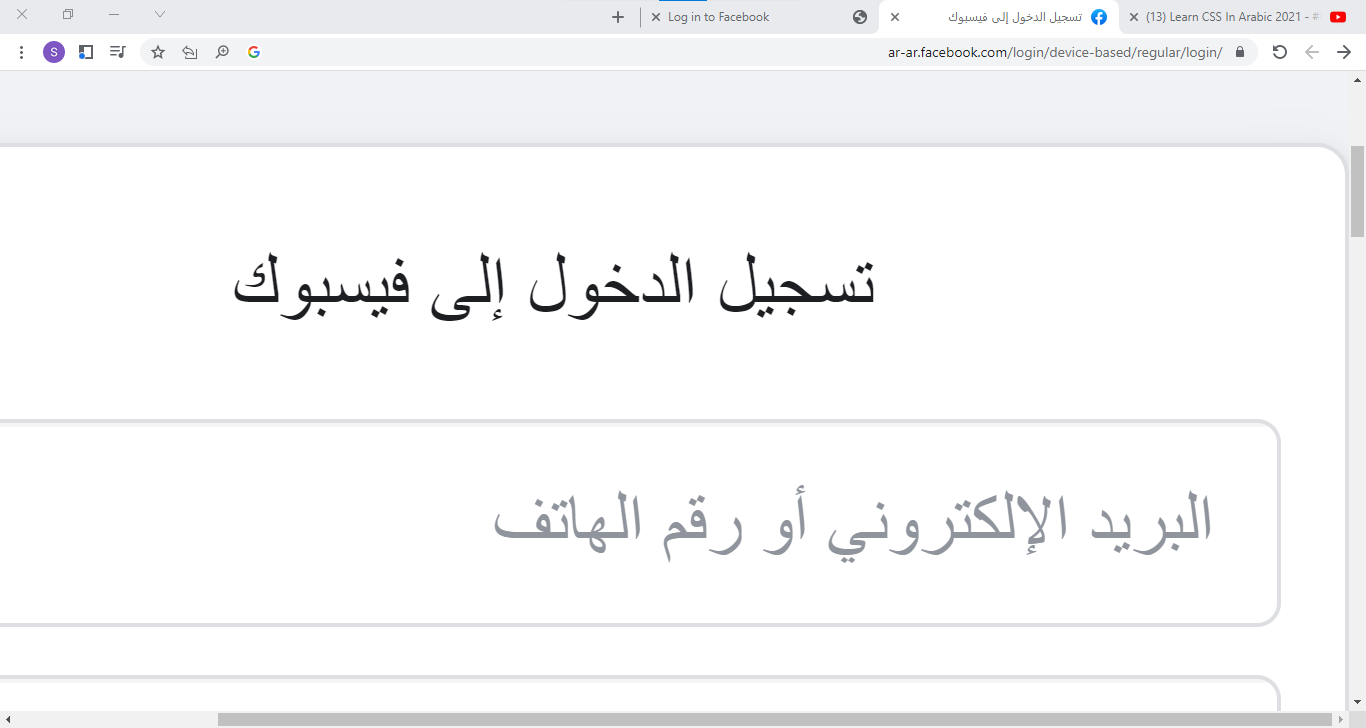 (13) Learn CSS In Arabic 2021 - #
تسجيل الدخول إلى فيسبوك
Log in to Facebook
ar-ar.facebook.com/login/device-based/regular/login/
S
تسجيل الدخول إلى فيسبوك
البريد الإلكتروني أو رقم الهاتف